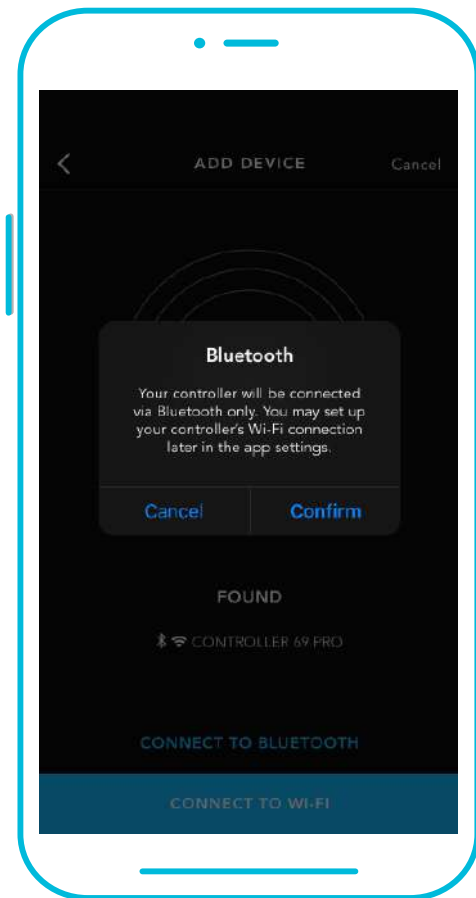 ADD DEVICE Cancel
Bluetooth
Your controller will be connected
via Bluetooth only. You may set up
your controller's Wi-Fi connection
later in the app settings.
Cancel Confirm
FOUND
CONTROLLER 69 PRO
CONNECT TO BLUETOOTH
CONNECT TO WI-FI